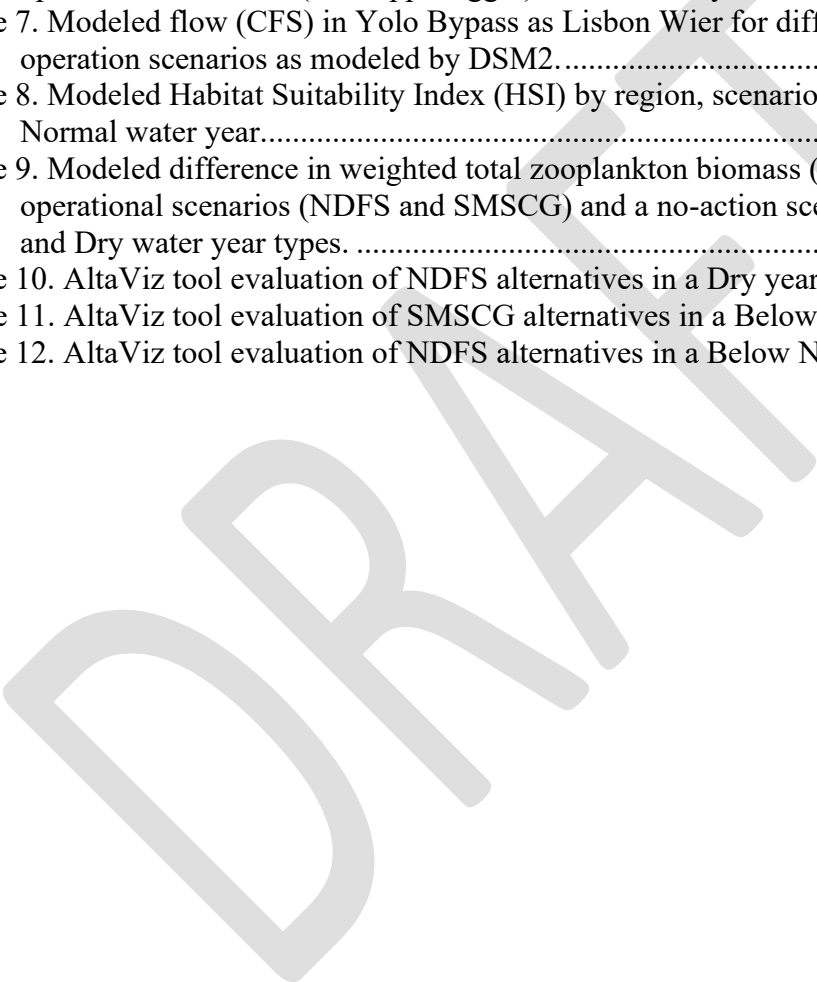 e 7. Modeled flow (CFS) in Yolo Bypass as Lisbon Wier for diff
operation scenarios as modeled by DSM2.............................................
e 8. Modeled Habitat Suitability Index (HSI) by region, scenario
Normal water year.....................................................................................
e 9. Modeled difference in weighted total zooplankton biomass (
operational scenarios (NDFS and SMSCG) and a no-action sce
and Dry water year types. .......................................................................
e 10. AltaViz tool evaluation of NDFS alternatives in a Dry year
e 11. AltaViz tool evaluation of SMSCG alternatives in a Below
e 12. AltaViz tool evaluation of NDFS alternatives in a Below N
DRAFT